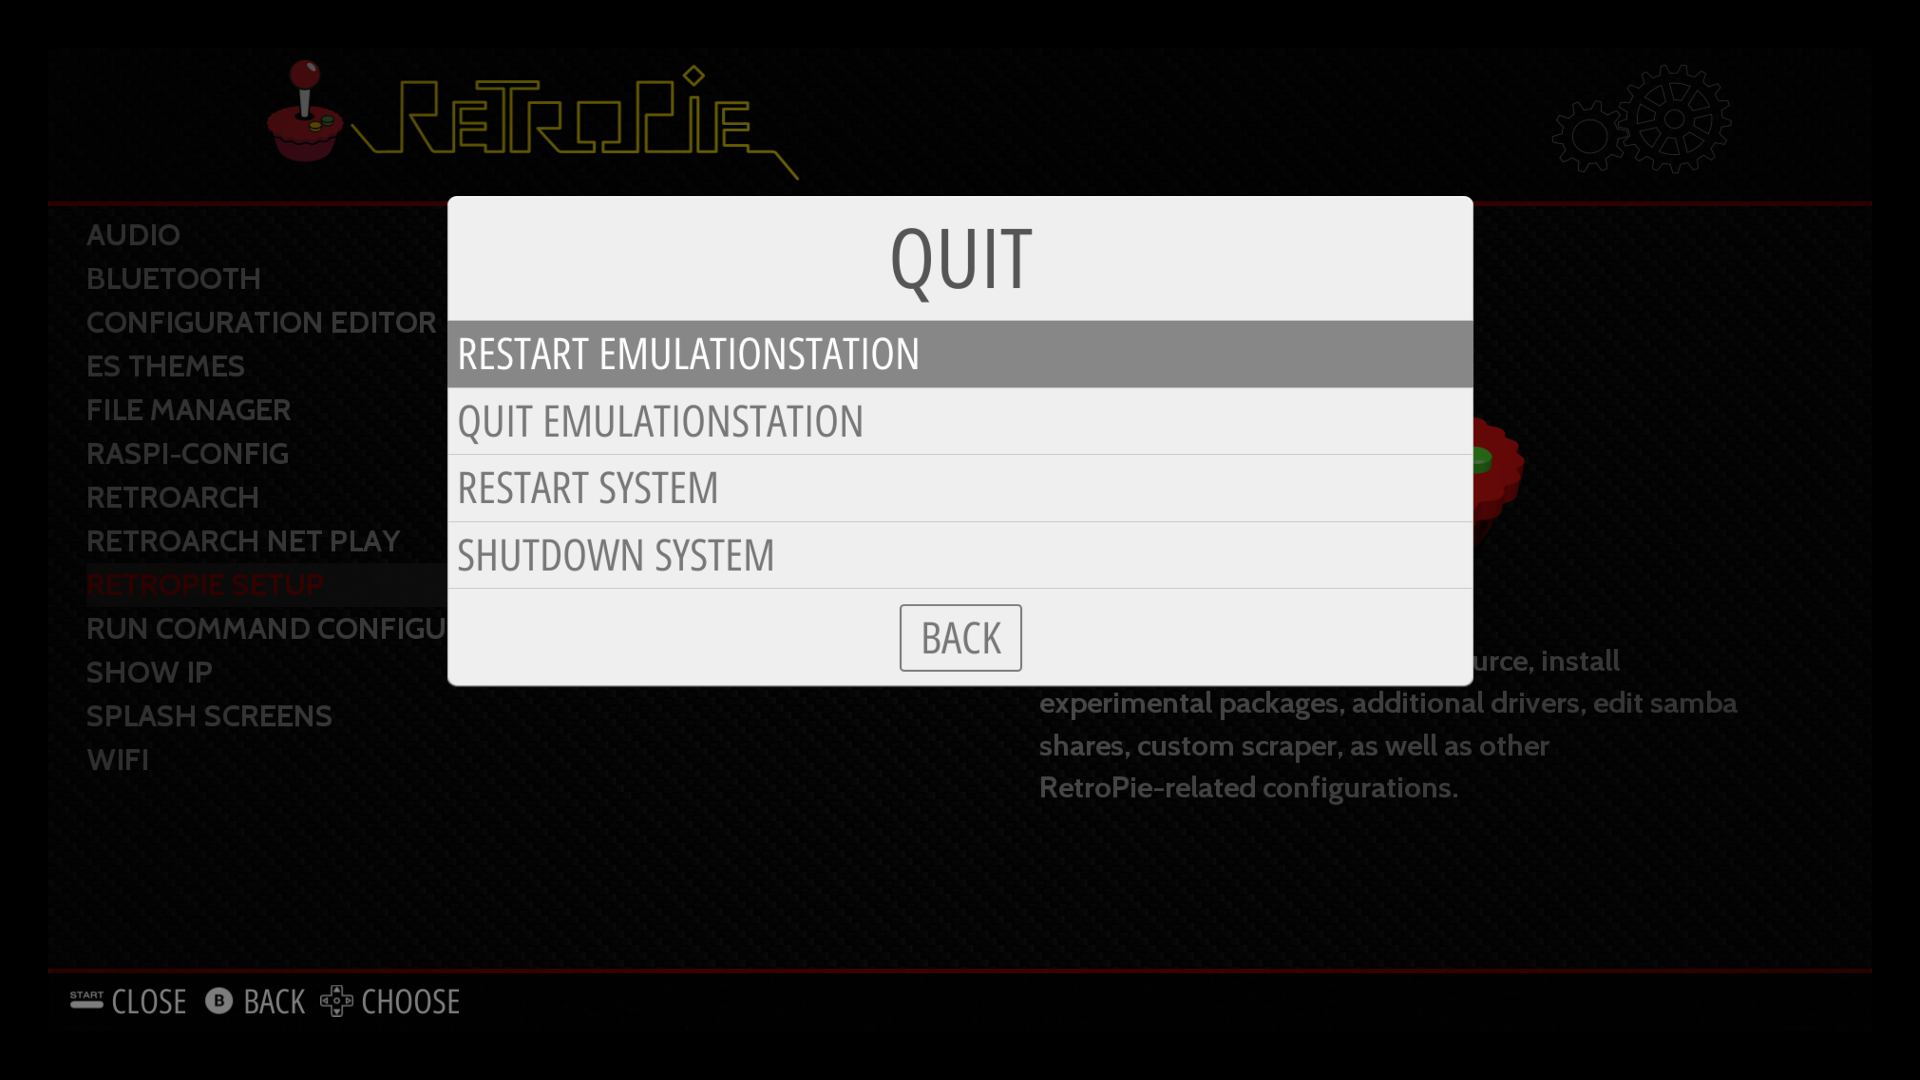 RETROPIE
AUDIO
BLUETOOTH
CONFIGURATION EDITOR
ES THEMES
FILE MANAGER
RASPI-CONFIG
RETROARCH
RETROARCH NET PLAY
RETROPIE SETUP
RUN COMMAND CONFIGU
SHOW IP
SPLASH SCREENS
WIFI
QUIT
RESTART EMULATIONSTATION
QUIT EMULATIONSTATION
RESTART SYSTEM
SHUTDOWN SYSTEM
BACK
install
experimental packages, additional drivers, edit samba
shares, custom scraper, as well as other
RetroPie-related configurations.
START CLOSE B BACK CHOOSE